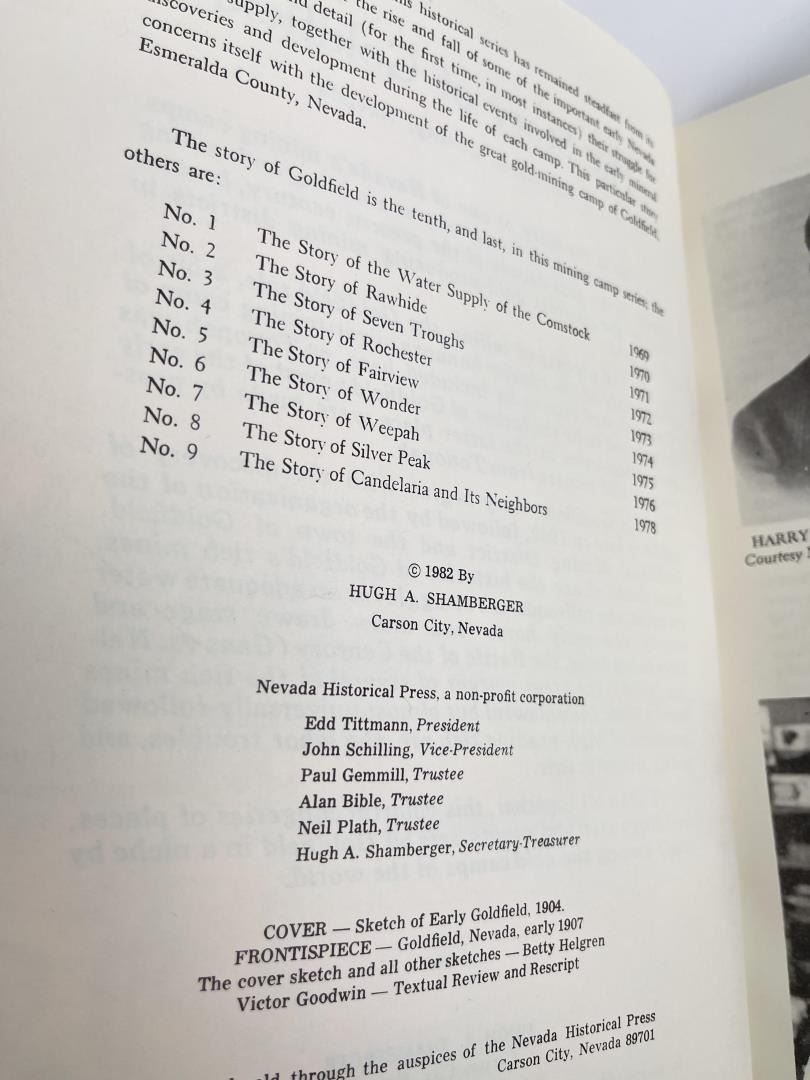 his historical series has remained steadfast from its
the rise and fall of some of the important early Nevada
detail (for the first time, in most instances) their struggle for
supply, together with the historical events involved in the early mineral
discoveries and development during the life of each camp. This particular story
concerns itself with the development of the great gold-mining camp of Goldfield,
Esmeralda County, Nevada.
The story of Goldfield is the tenth, and last, in this mining camp series; the
others are:
No. 1 The Story of the Water Supply of the Comstock 1969
No. 2 The Story of Rawhide 1970
No. 3 The Story of Seven Troughs 1971
No. 4 The Story of Rochester 1972
No. 5 The Story of Fairview 1973
No. 6 The Story of Wonder 1974
No. 7 The Story of Weepah 1975
No. 8 The Story of Silver Peak 1976
No. 9 The Story of Candelaria and Its Neighbors 1978
© 1982 By
HUGH A. SHAMBERGER
Carson City, Nevada
Nevada Historical Press, a non-profit corporation
Edd Tittmann, President
John Schilling, Vice-President
Paul Gemmill, Trustee
Alan Bible, Trustee
Neil Plath, Trustee
Hugh A. Shamberger, Secretary-Treasurer
COVER — Sketch of Early Goldfield, 1904.
FRONTISPIECE — Goldfield, Nevada, early 1907
The cover sketch and all other sketches — Betty Helgren
Victor Goodwin — Textual Review and Rescript
through the auspices of the Nevada Historical Press
Carson City, Nevada 89701
HARRY
Courtesy